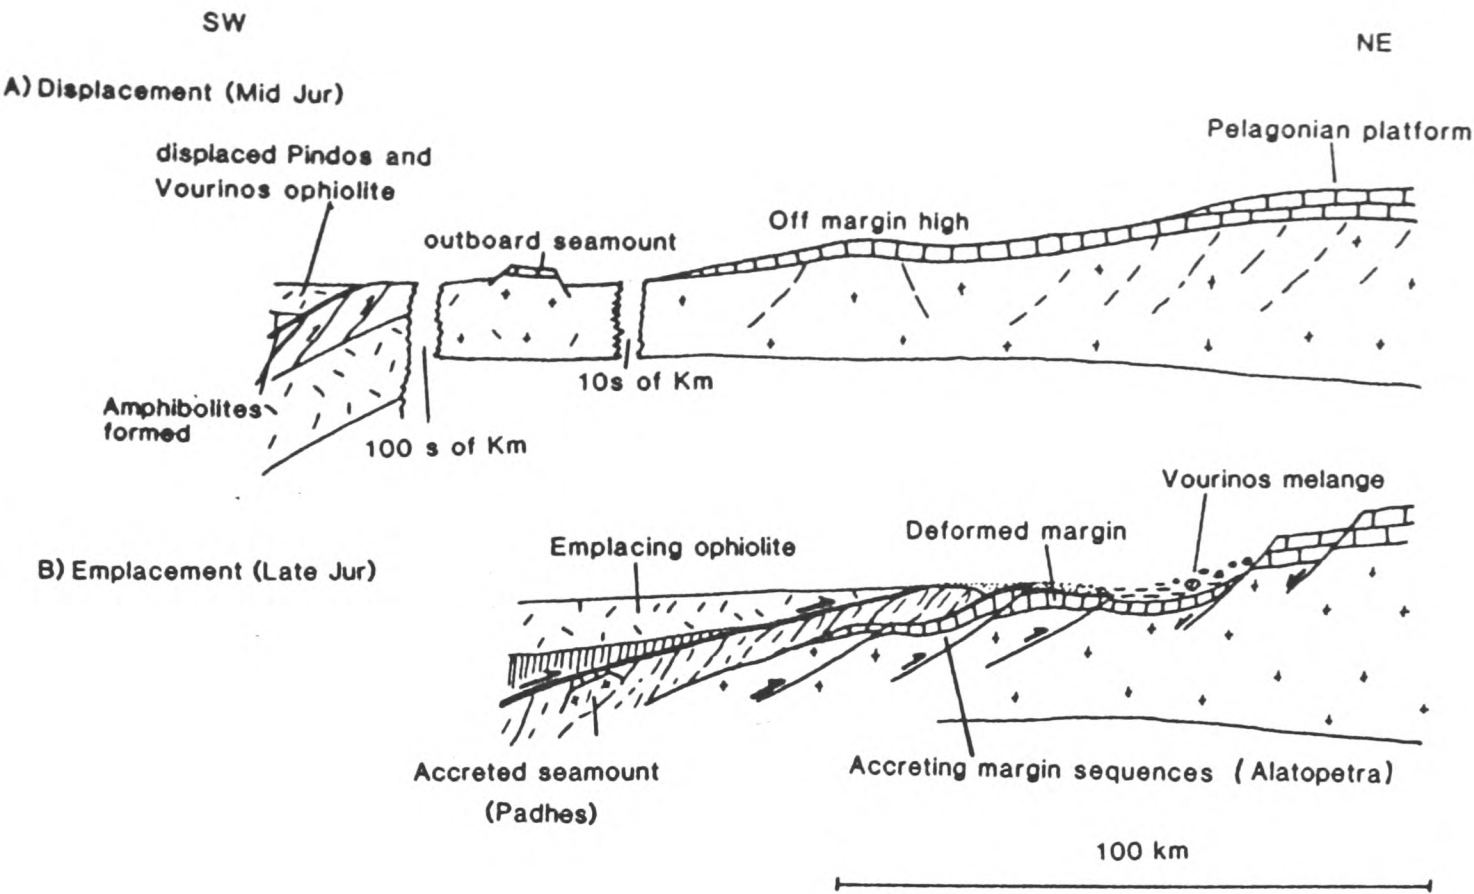 SW
NE
A) Displacement (Mid Jur)
Pelagonian platform
displaced Pindos and
Vourinos ophiolite
Off margin high
outboard seamount
10s of Km
Amphibolites
formed
100 s of Km
Vourinos melange
Deformed margin
Emplacing ophiolite
B) Emplacement (Late Jur)
Accreted seamount
(Padhes)
Accreting margin sequences (Alatopetra)
100 km